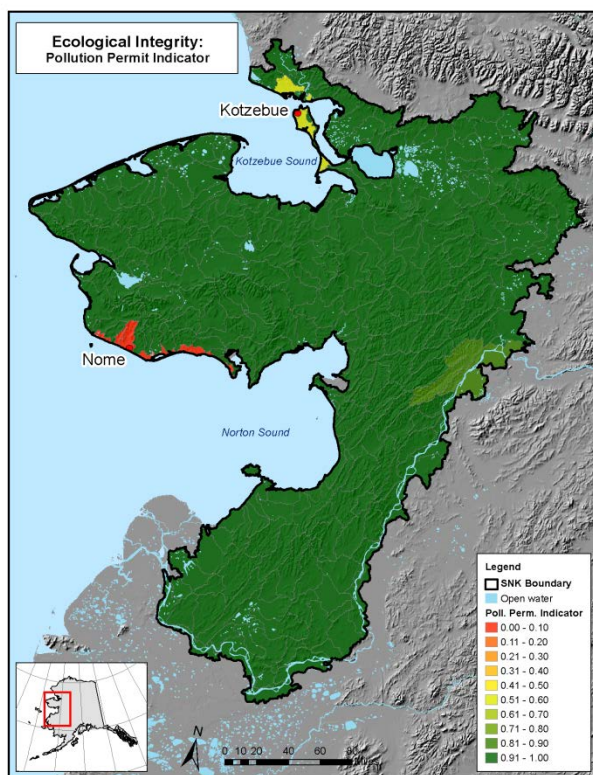 Ecological Integrity:
Pollution Permit Indicator
Kotzebue
Kotzebue Sound
Nome
Norton Sound
Legend
SNK Boundary
Open water
Poll. Perm. Indicator
0.00 - 0.10
0.11 - 0.20
0.21 - 0.30
0.31 - 0.40
0.41 - 0.50
0.51 - 0.60
0.61 - 0.70
0.71 - 0.80
0.81 - 0.90
0.91 - 1.00
N
0 10 20 40 60 80